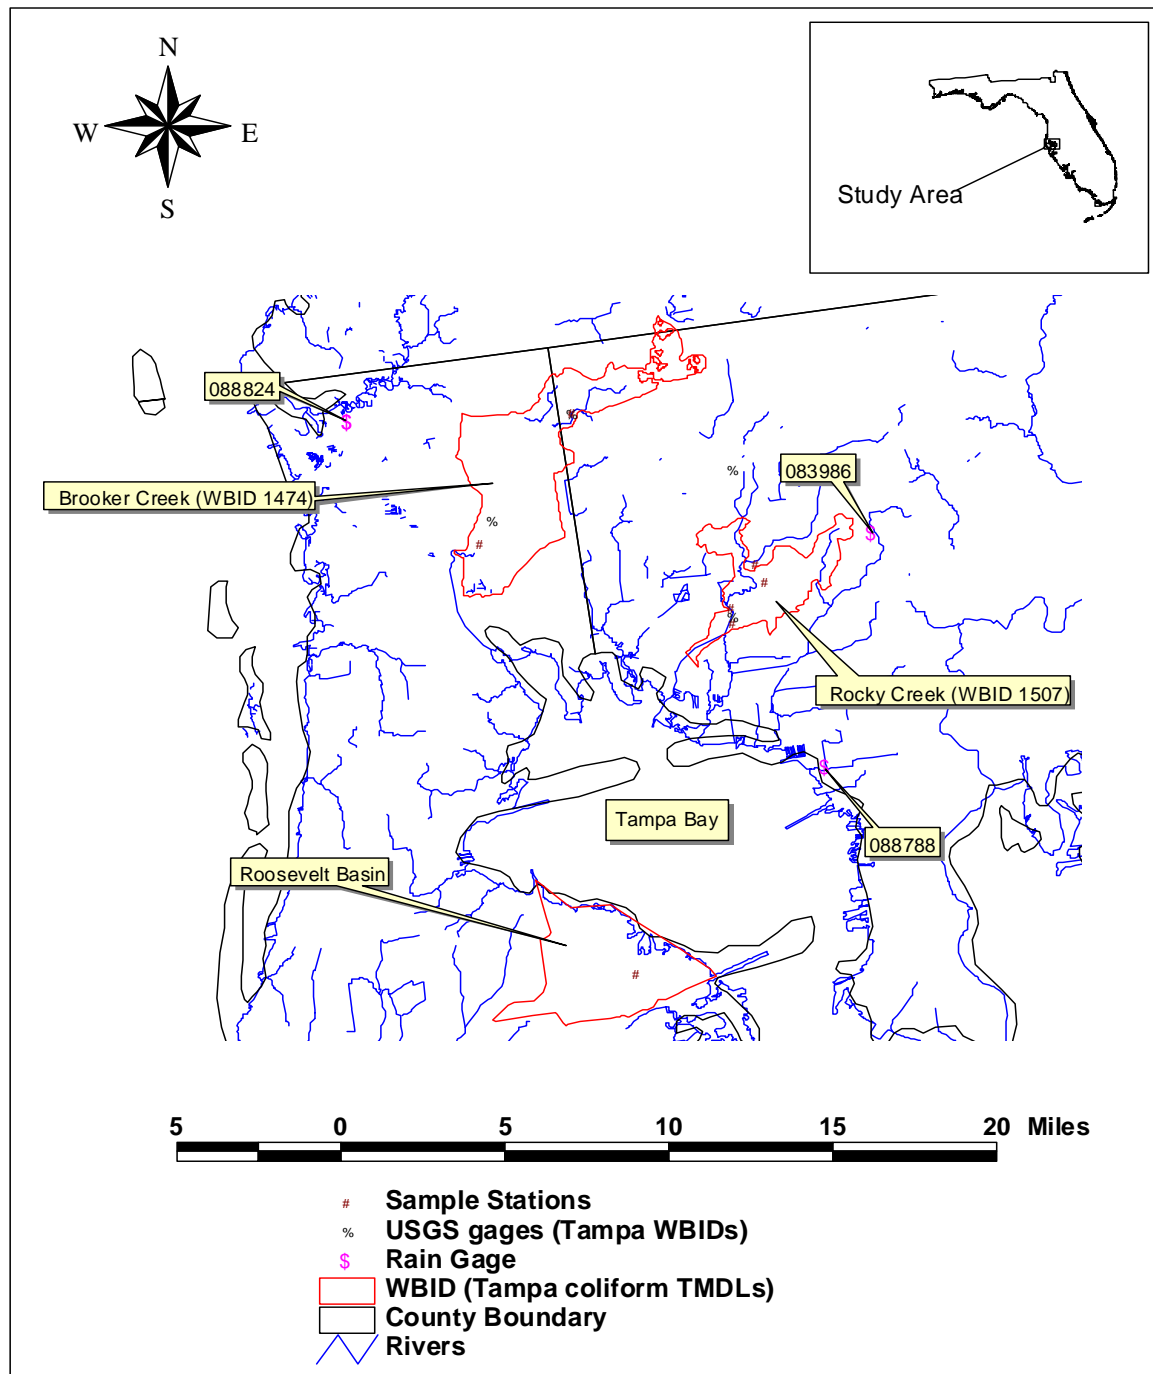 N
W
E
S
Study Area
088824
083986
Brooker Creek (WBID 1474)
Rocky Creek (WBID 1507)
Tampa Bay
088788
Roosevelt Basin
5 0 5 10 15 20 Miles
# Sample Stations
% USGS gages (Tampa WBIDs)
$ Rain Gage
WBID (Tampa coliform TMDLs)
County Boundary
Rivers